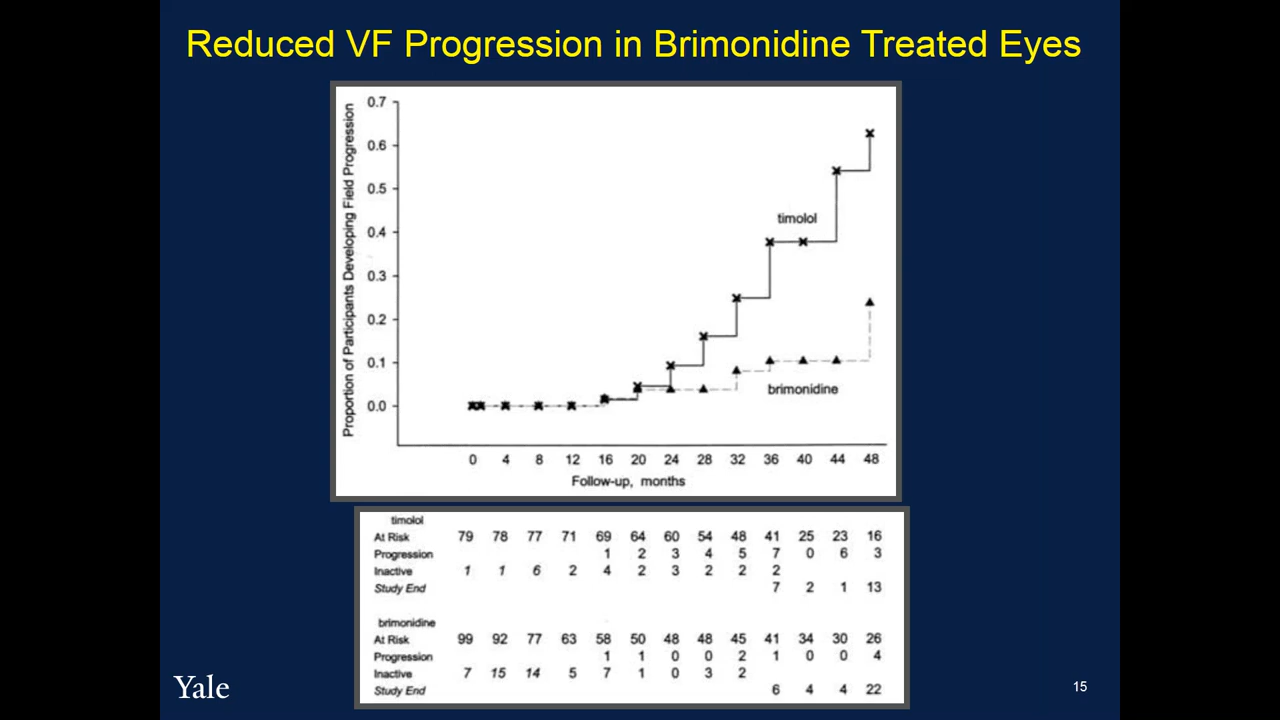 Reduced VF Progression in Brimonidine Treated Eyes
Proportion of Participants Developing Field Progression
0.7
0.6
0.5
0.4
0.3
0.2
0.1
0.0
timolol
brimonidine
0 4 8 12 16 20 24 28 32 36 40 44 48
Follow-up, months
timolol
At Risk 79 78 77 71 69 64 60 54 48 41 25 23 16
Progression 1 2 3 4 5 7 0 6 3
Inactive 1 1 6 2 4 2 3 2 2 2
Study End 7 2 1 13
brimonidine
At Risk 99 92 77 63 58 50 48 48 45 41 34 30 26
Progression 1 1 0 0 2 1 0 0 4
Inactive 7 15 14 5 7 1 0 3 2
Study End 6 4 4 22
Yale
15